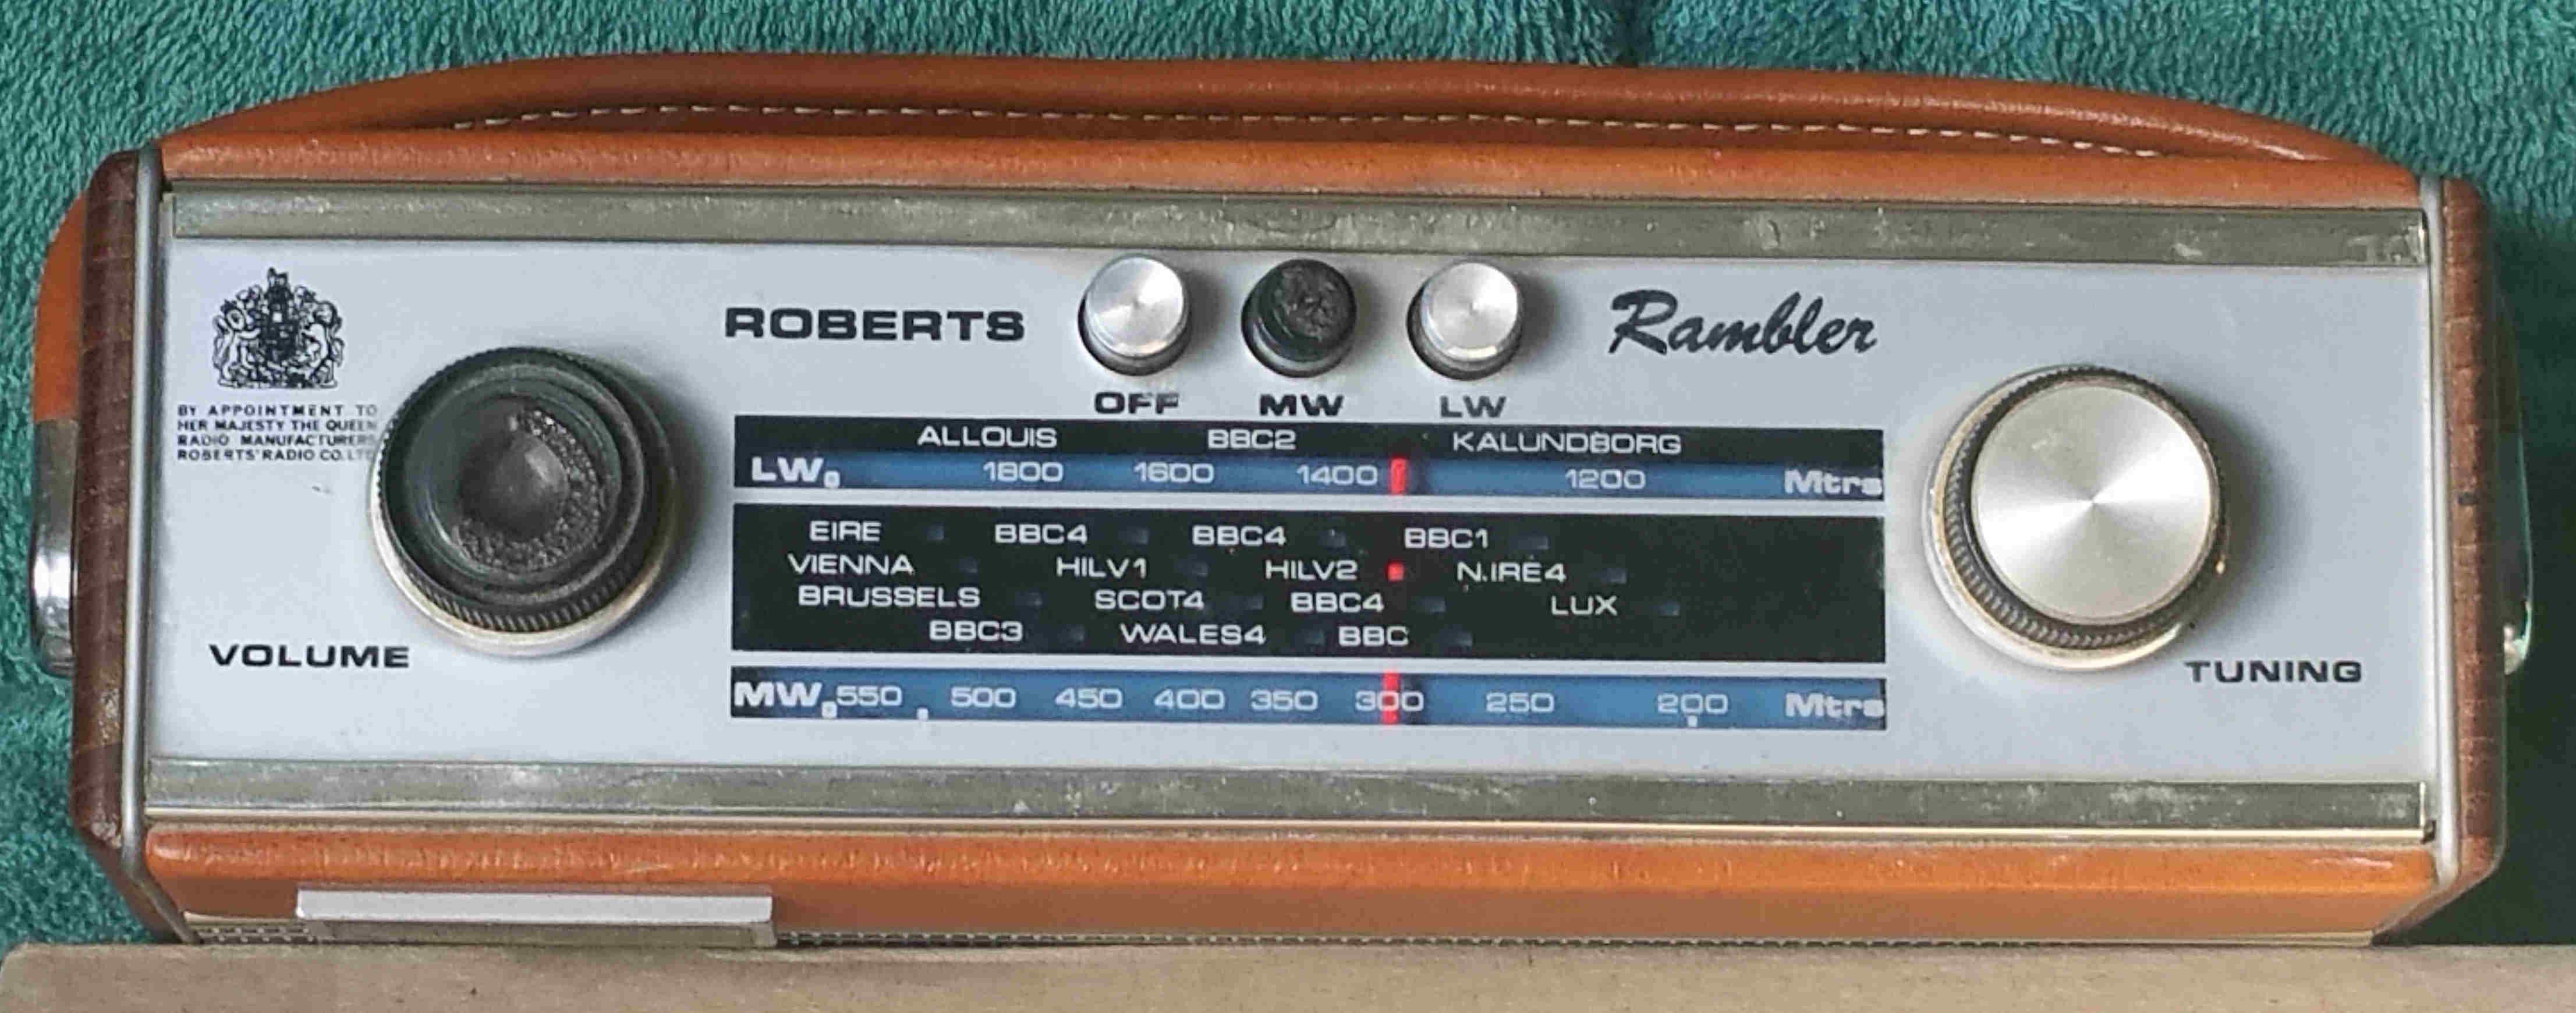 BY APPOINTMENT TO
HER MAJESTY THE QUEEN
RADIO MANUFACTURERS
ROBERTS' RADIO CO. LTD
ROBERTS
Rambler
OFF MW LW
ALLOUIS BBC2 KALUNDBORG
LW 1800 1600 1400 1200 Mtrs
EIRE BBC4 BBC4 BBC1
VIENNA HILV1 HILV2 N.IRE4
BRUSSELS SCOT4 BBC4 LUX
BBC3 WALES4 BBC
MW 550 500 450 400 350 300 250 200 Mtrs
VOLUME
TUNING